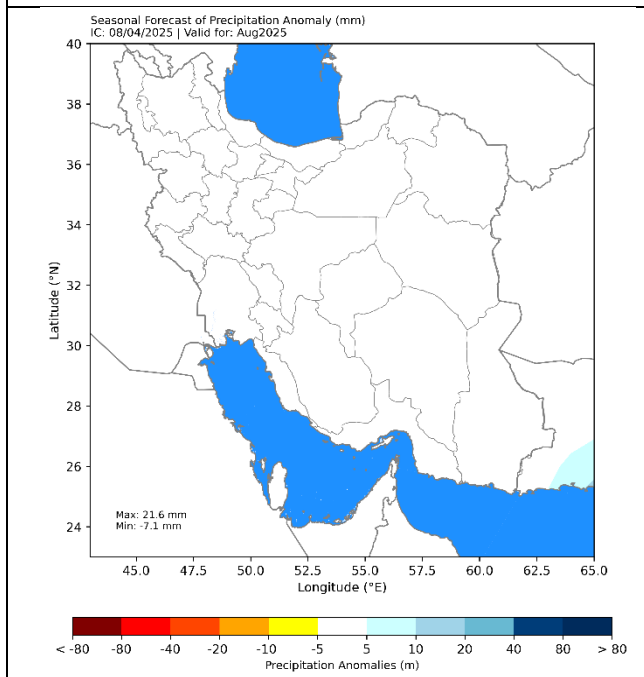 Seasonal Forecast of Precipitation Anomaly (mm)
IC: 08/04/2025 | Valid for: Aug2025
40
38
36
34
32
30
28
26
24
Latitude (°N)
Max: 21.6 mm
Min: -7.1 mm
45.0 47.5 50.0 52.5 55.0 57.5 60.0 62.5 65.0
Longitude (°E)
< -80 -80 -40 -20 -10 -5 5 10 20 40 80 > 80
Precipitation Anomalies (m)